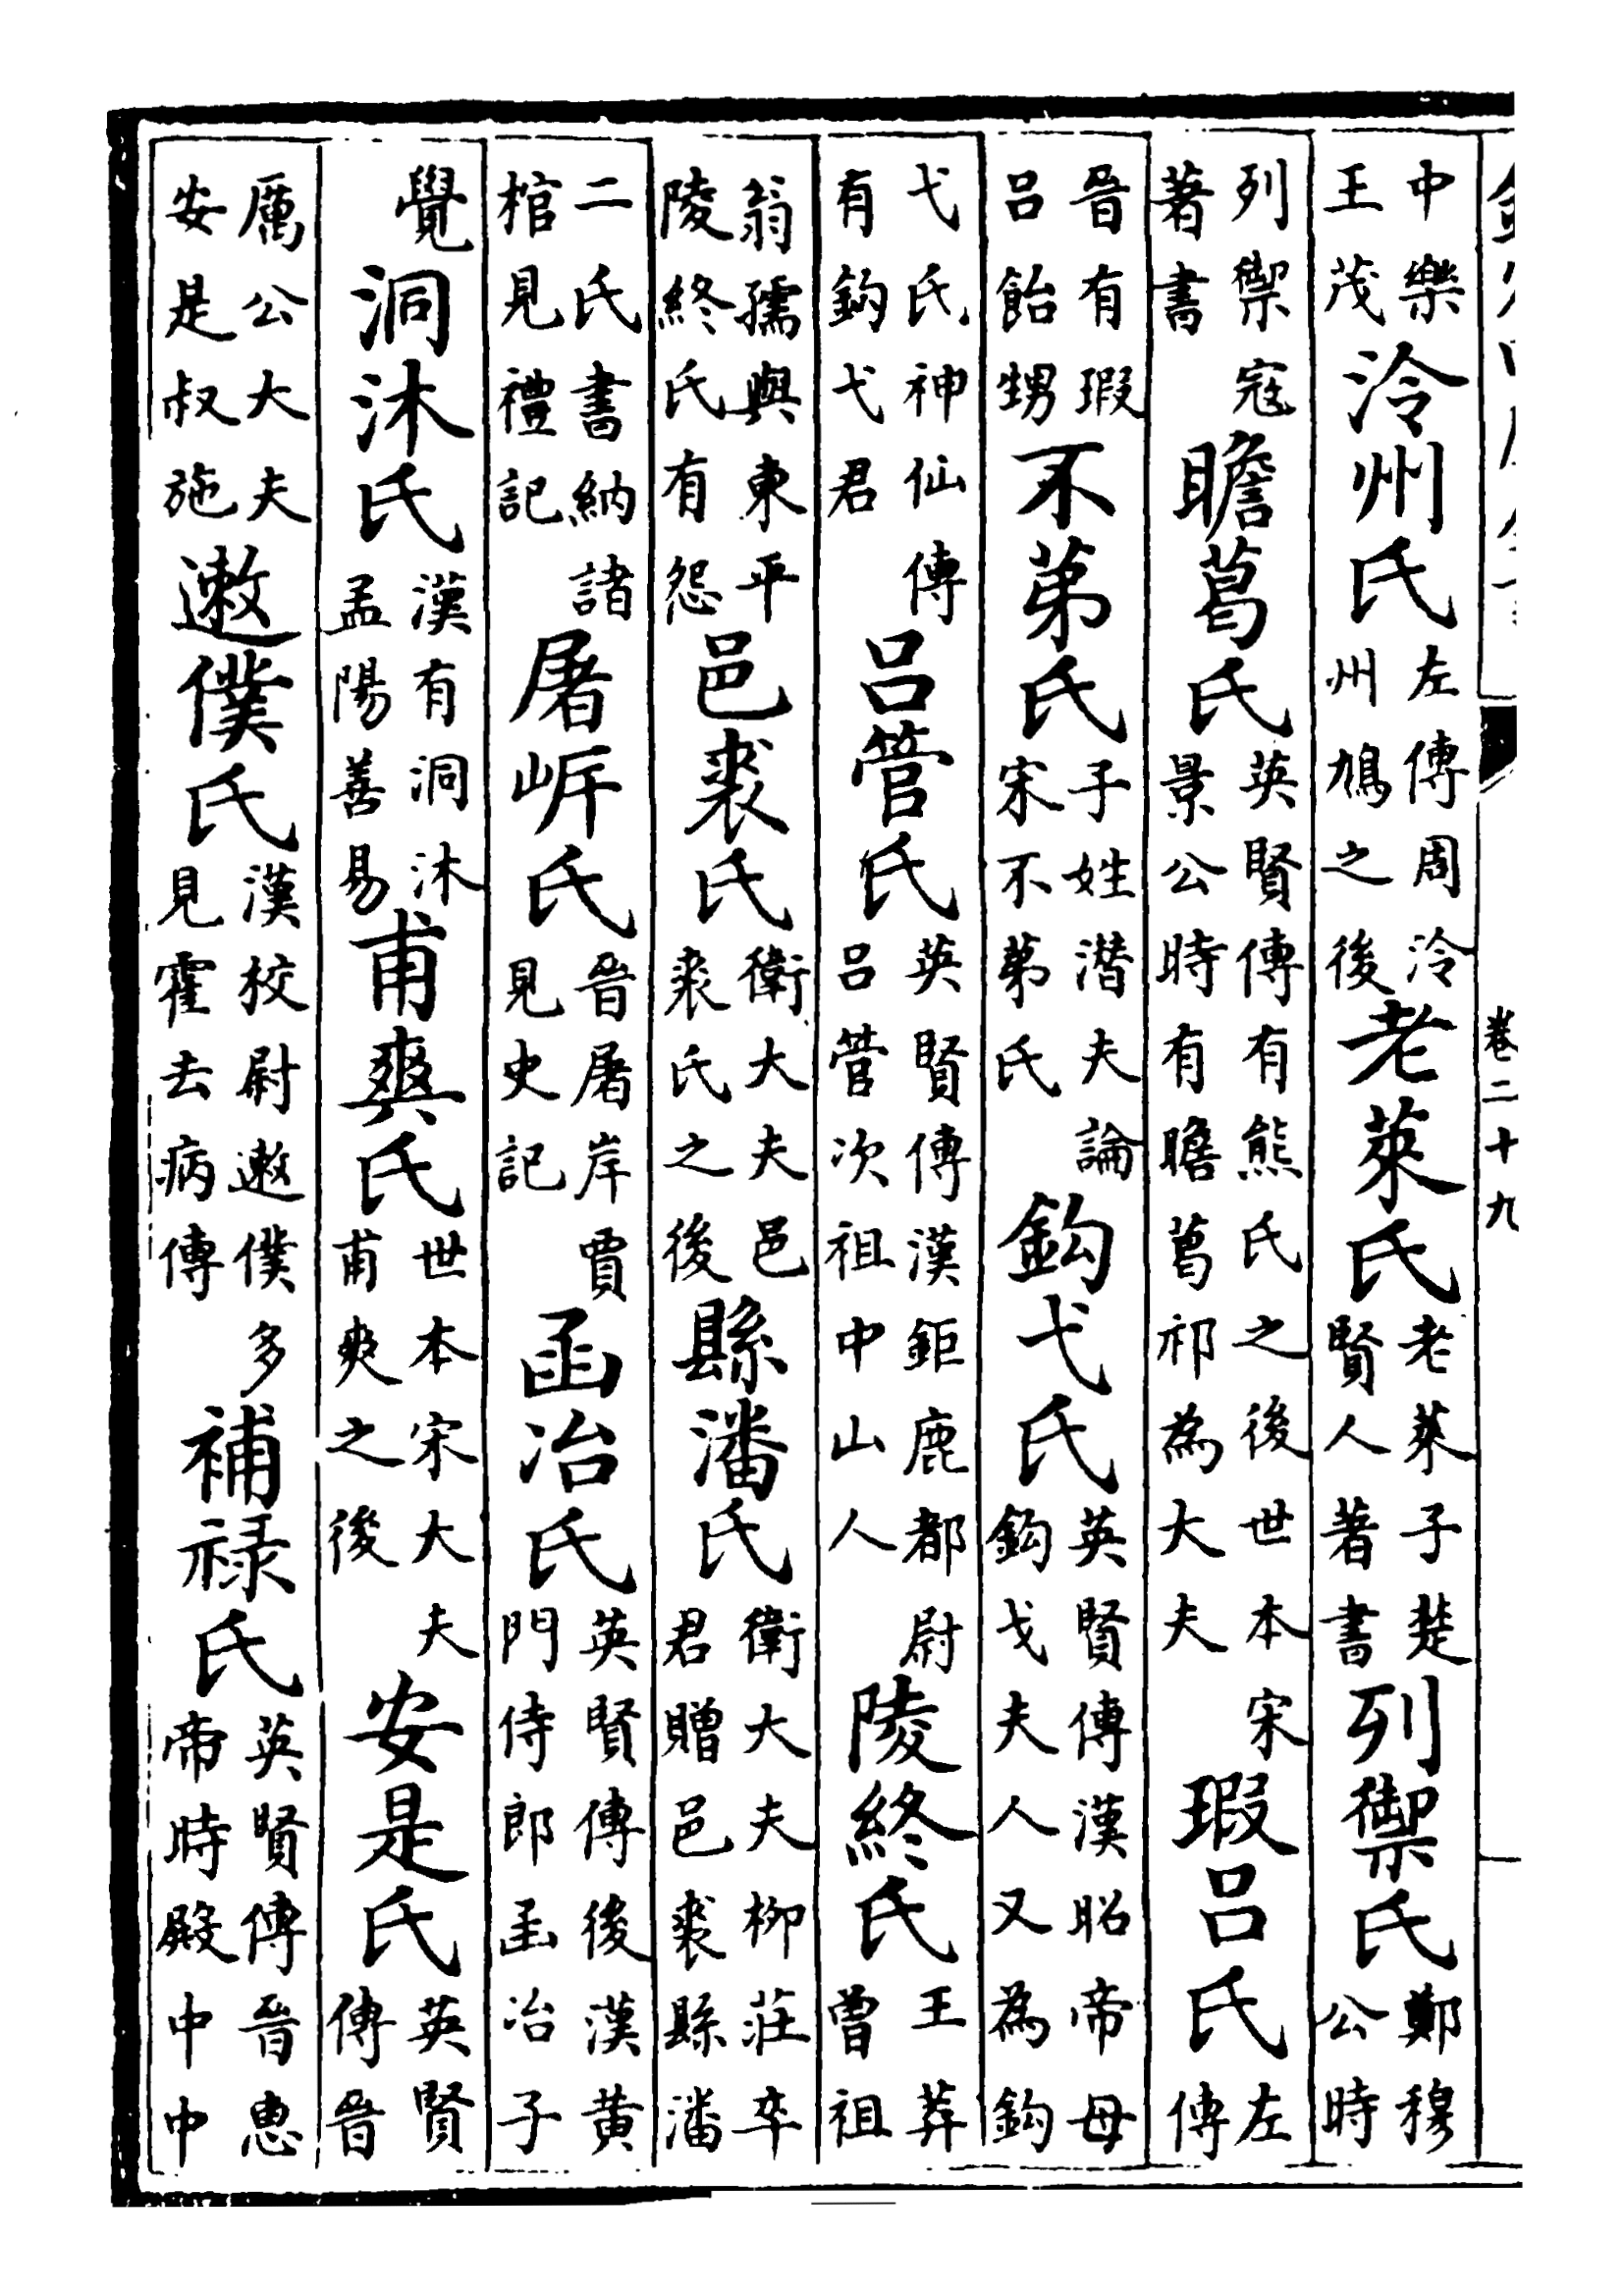 卷二十九
中樂王茂泠州氏左傳周泠州鳩之後老萊氏老萊子楚賢人著書列禦氏鄭穆公時
列禦寇著書瞻葛氏英賢傳有熊氏之後世本宋景公時有瞻葛祁為大夫瑕呂氏左傳
晉有瑕呂飴甥不苐氏子姓潛夫論宋不苐氏鈎弋氏英賢傳漢昭帝母鈎弋夫人又為鈎
弋氏神仙傳有鈎弋君呂管氏英賢傳漢鉅鹿都尉呂管次祖中山人陵終氏王莽曾祖
翁孺與東平陵終氏有怨邑裘氏衛大夫邑裘氏之後縣潘氏衛大夫柳莊卒君贈邑裘縣潘
二氏書納諸棺見禮記屠岍氏晉屠岸賈見史記函冶氏英賢傳後漢黄門侍郎函冶子
覺洞沐氏漢有洞沐孟陽善易甫爽氏世本宋大夫甫爽之後安是氏英賢傳晉
厲公大夫安是叔施遬僕氏漢校尉遬僕多見霍去病傳補禄氏英賢傳晉惠帝時殿中中